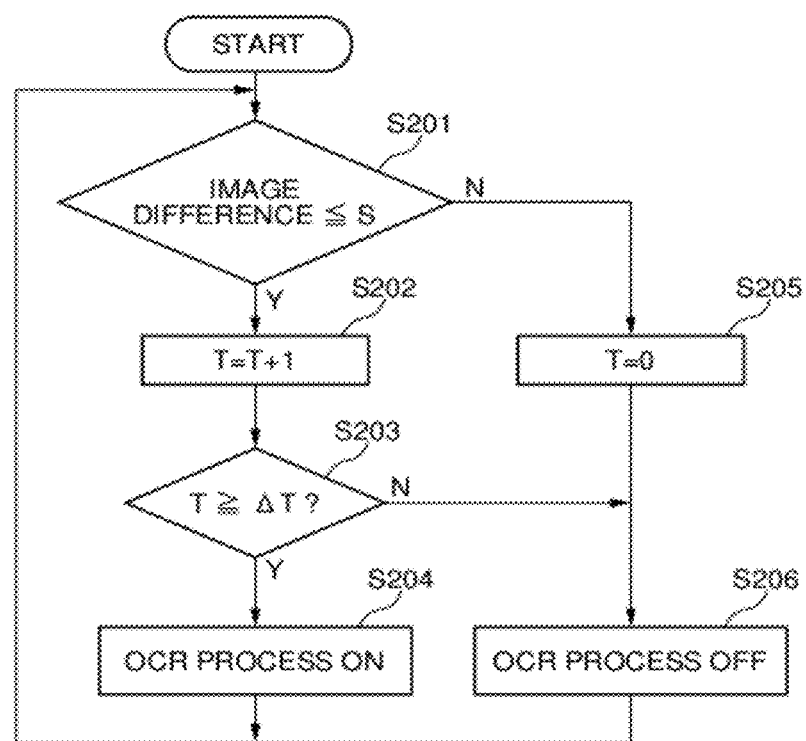 START
S201
IMAGE
DIFFERENCE ≦ S
N
Y
S202
T=T+1
S205
T=0
S203
T ≧ ΔT?
N
Y
S204
OCR PROCESS ON
S206
OCR PROCESS OFF